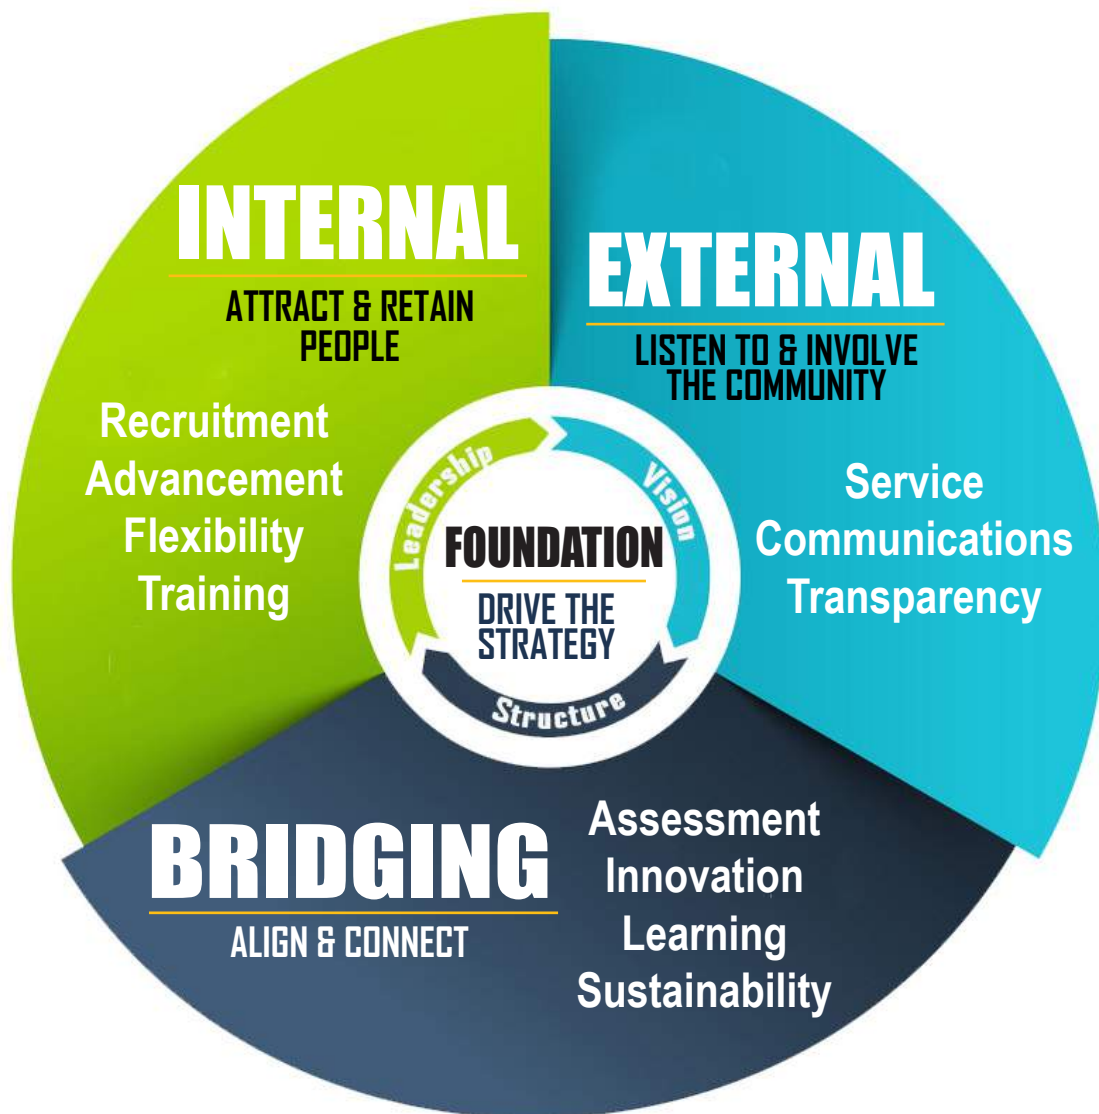 INTERNAL
ATTRACT & RETAIN
PEOPLE
Recruitment
Advancement
Flexibility
Training
EXTERNAL
LISTEN TO & INVOLVE
THE COMMUNITY
Service
Communications
Transparency
Leadership
Vision
Structure
FOUNDATION
DRIVE THE
STRATEGY
BRIDGING
ALIGN & CONNECT
Assessment
Innovation
Learning
Sustainability